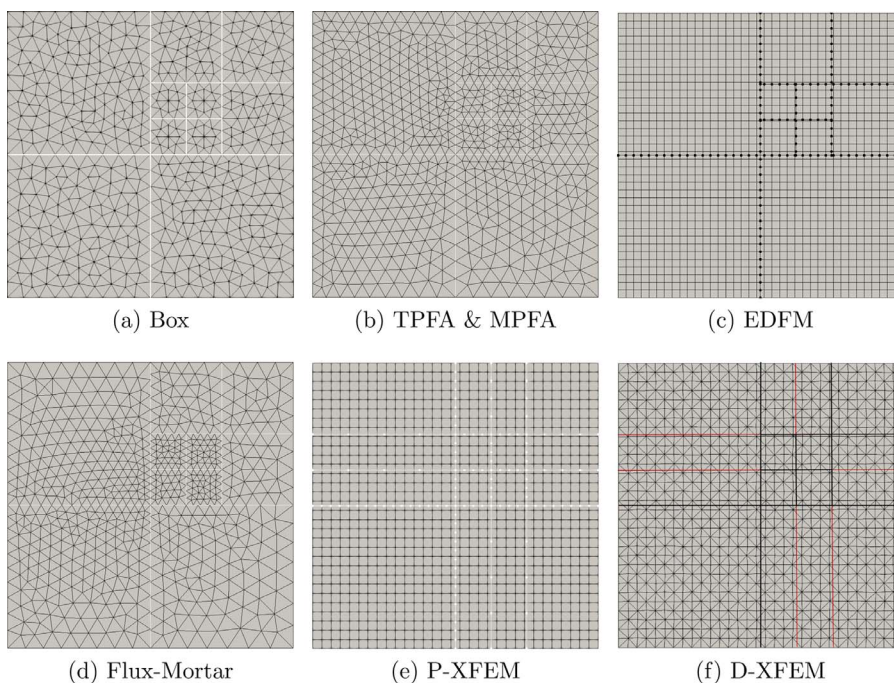 (a) Box
(b) TPFA & MPFA
(c) EDFM
(d) Flux-Mortar
(e) P-XFEM
(f) D-XFEM